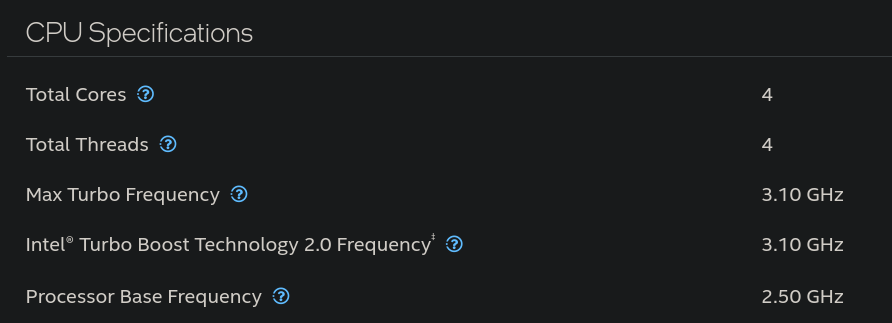 CPU Specifications
Total Cores ? 4
Total Threads ? 4
Max Turbo Frequency ? 3.10 GHz
Intel® Turbo Boost Technology 2.0 Frequency‡ ? 3.10 GHz
Processor Base Frequency ? 2.50 GHz